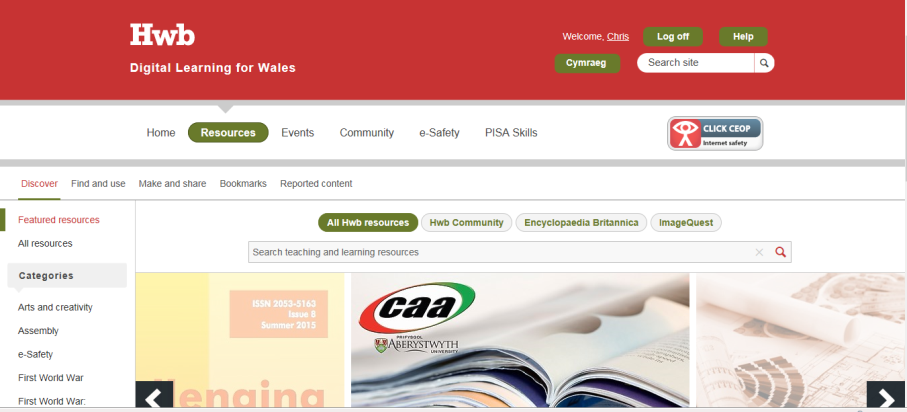 Hwb
Welcome, Chris Log off Help
Digital Learning for Wales
Cymraeg Search site
Home Resources Events Community e-Safety PISA Skills
CLICK CEOP
Internet safety
Discover Find and use Make and share Bookmarks Reported content
Featured resources
All resources
Categories
Arts and creativity
Assembly
e-Safety
First World War
First World War:
All Hwb resources Hwb Community Encyclopaedia Britannica ImageQuest
Search teaching and learning resources
ISSN 2053-5163
Issue 8
Summer 2015
caa
PRIFYSGOL
ABERYSTWYTH
UNIVERSITY